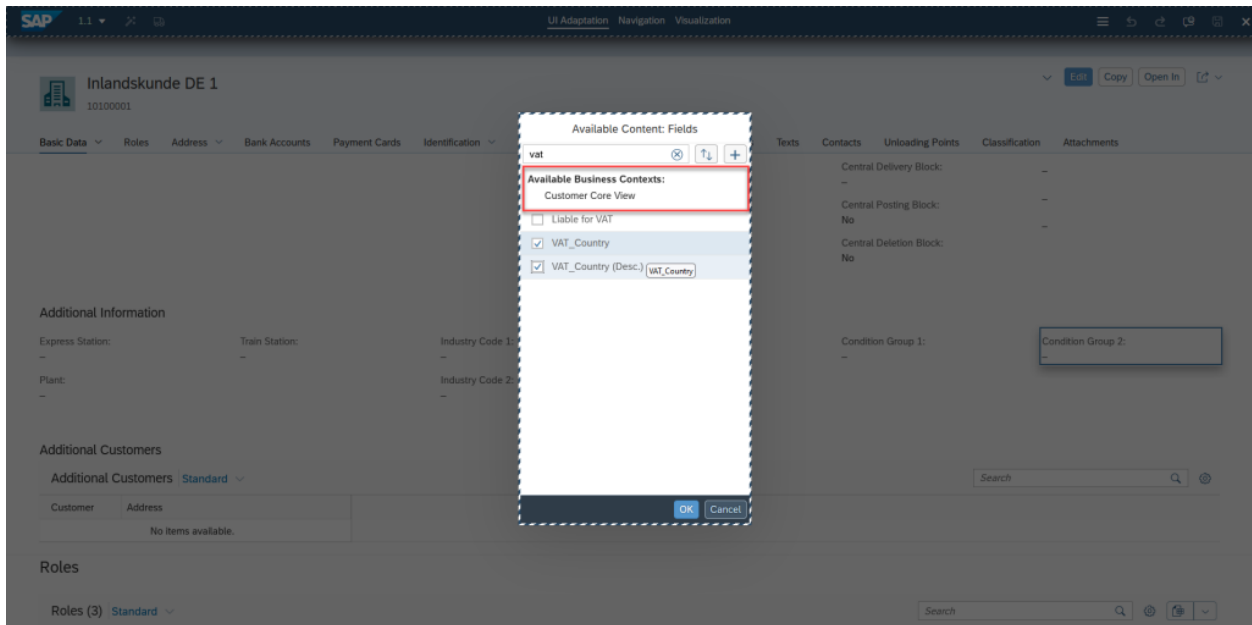 SAP 1.1 UI Adaptation Navigation Visualization
Inlandskunde DE 1
10100001
Edit Copy Open In
Basic Data Roles Address Bank Accounts Payment Cards Identification Texts Contacts Unloading Points Classification Attachments
Available Content: Fields
vat
Available Business Contexts:
Customer Core View
Liable for VAT
VAT_Country
VAT_Country (Desc.)
VAT_Country
OK Cancel
Central Delivery Block:
–
Central Posting Block: –
No –
Central Deletion Block:
No
Additional Information
Express Station: Train Station: Industry Code 1: Condition Group 1: Condition Group 2:
– – – – –
Plant: Industry Code 2:
– –
Additional Customers
Additional Customers Standard Search
Customer Address
No items available.
Roles
Roles (3) Standard Search